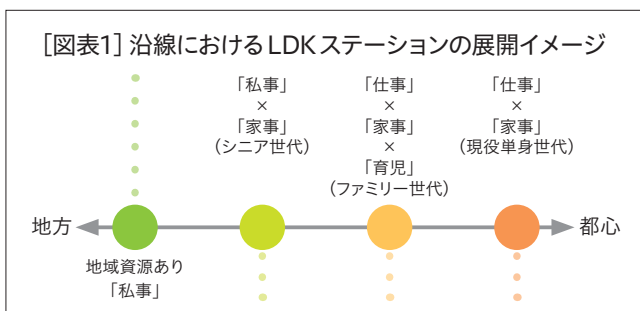 [図表1] 沿線におけるLDKステーションの展開イメージ
「私事」
×
「家事」
(シニア世代)
「仕事」
×
「家事」
×
「育児」
(ファミリー世代)
「仕事」
×
「家事」
(現役単身世代)
地方
都心
地域資源あり
「私事」